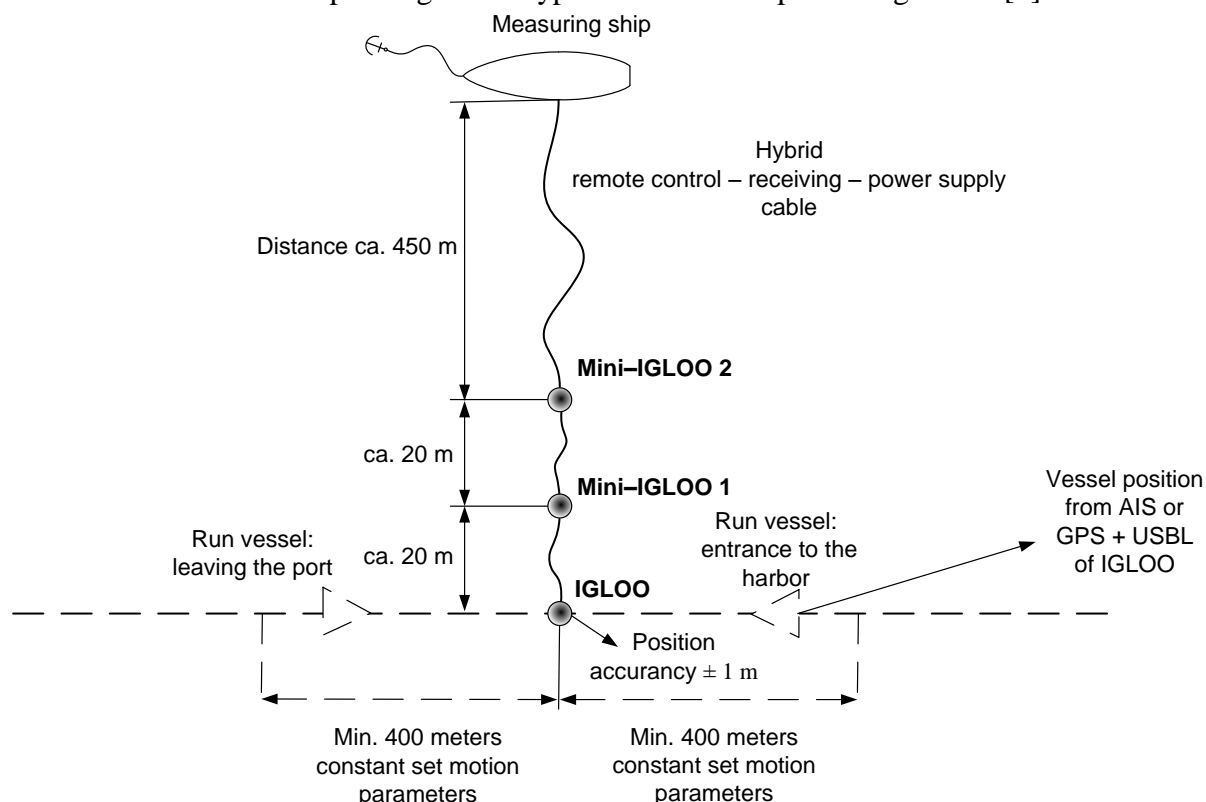 Measuring ship
Hybrid
remote control – receiving – power supply
cable
Distance ca. 450 m
Mini–IGLOO 2
ca. 20 m
Mini–IGLOO 1
Vessel position
from AIS or
GPS + USBL
of IGLOO
Run vessel:
leaving the port
ca. 20 m
Run vessel:
entrance to the
harbor
IGLOO
Position
accurancy ± 1 m
Min. 400 meters
constant set motion
parameters
Min. 400 meters
constant set motion
parameters